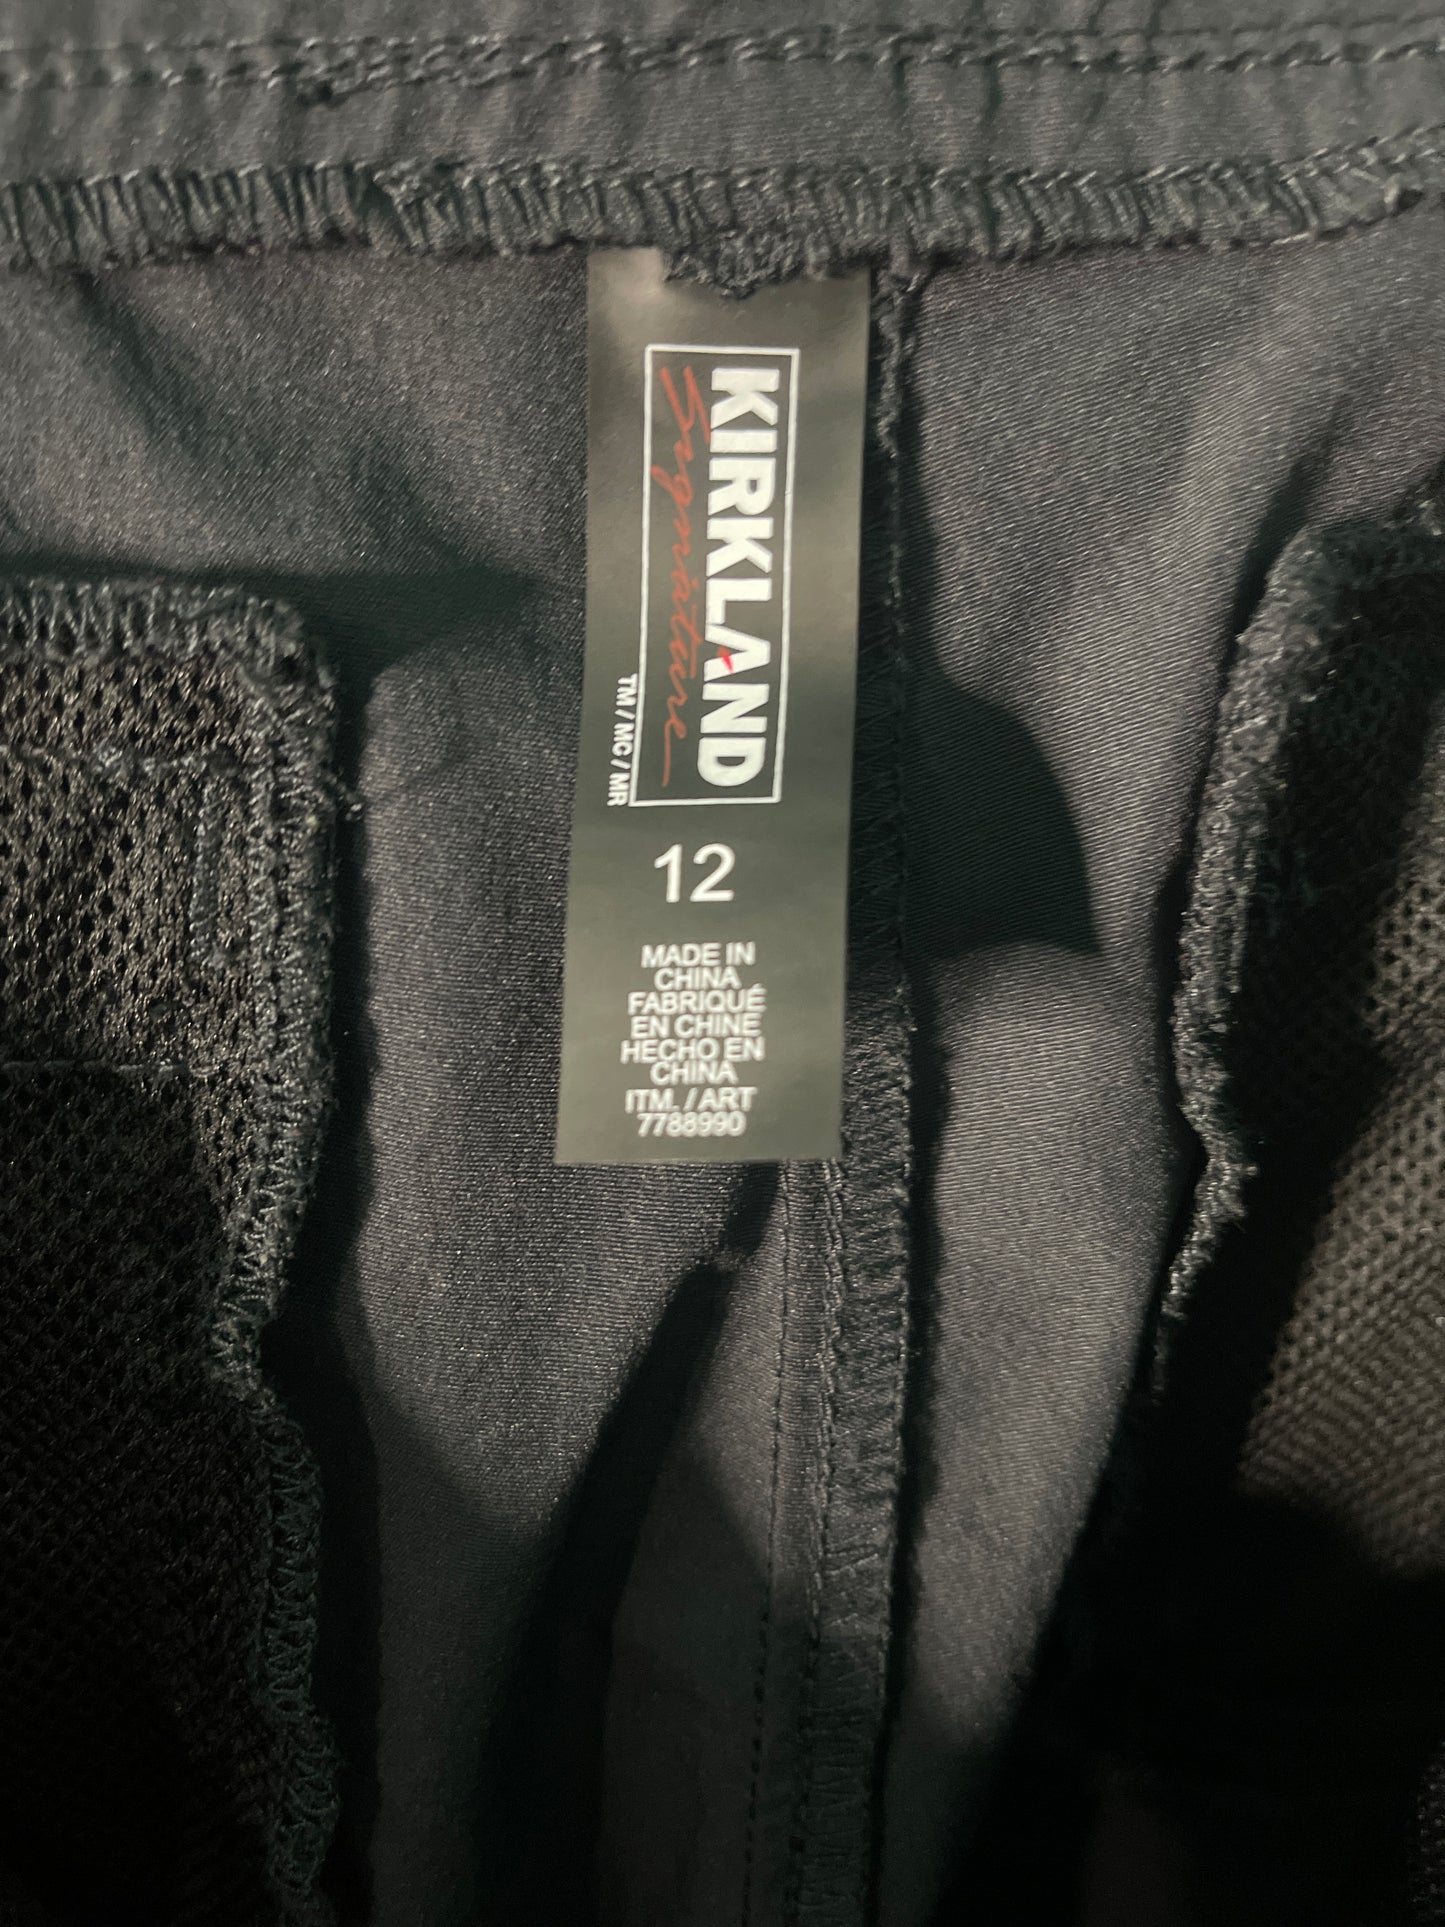 KIRKLAND
Signature
TM / MC / MR
12
MADE IN
CHINA
FABRIQUÉ
EN CHINE
HECHO EN
CHINA
ITM. / ART
7788990